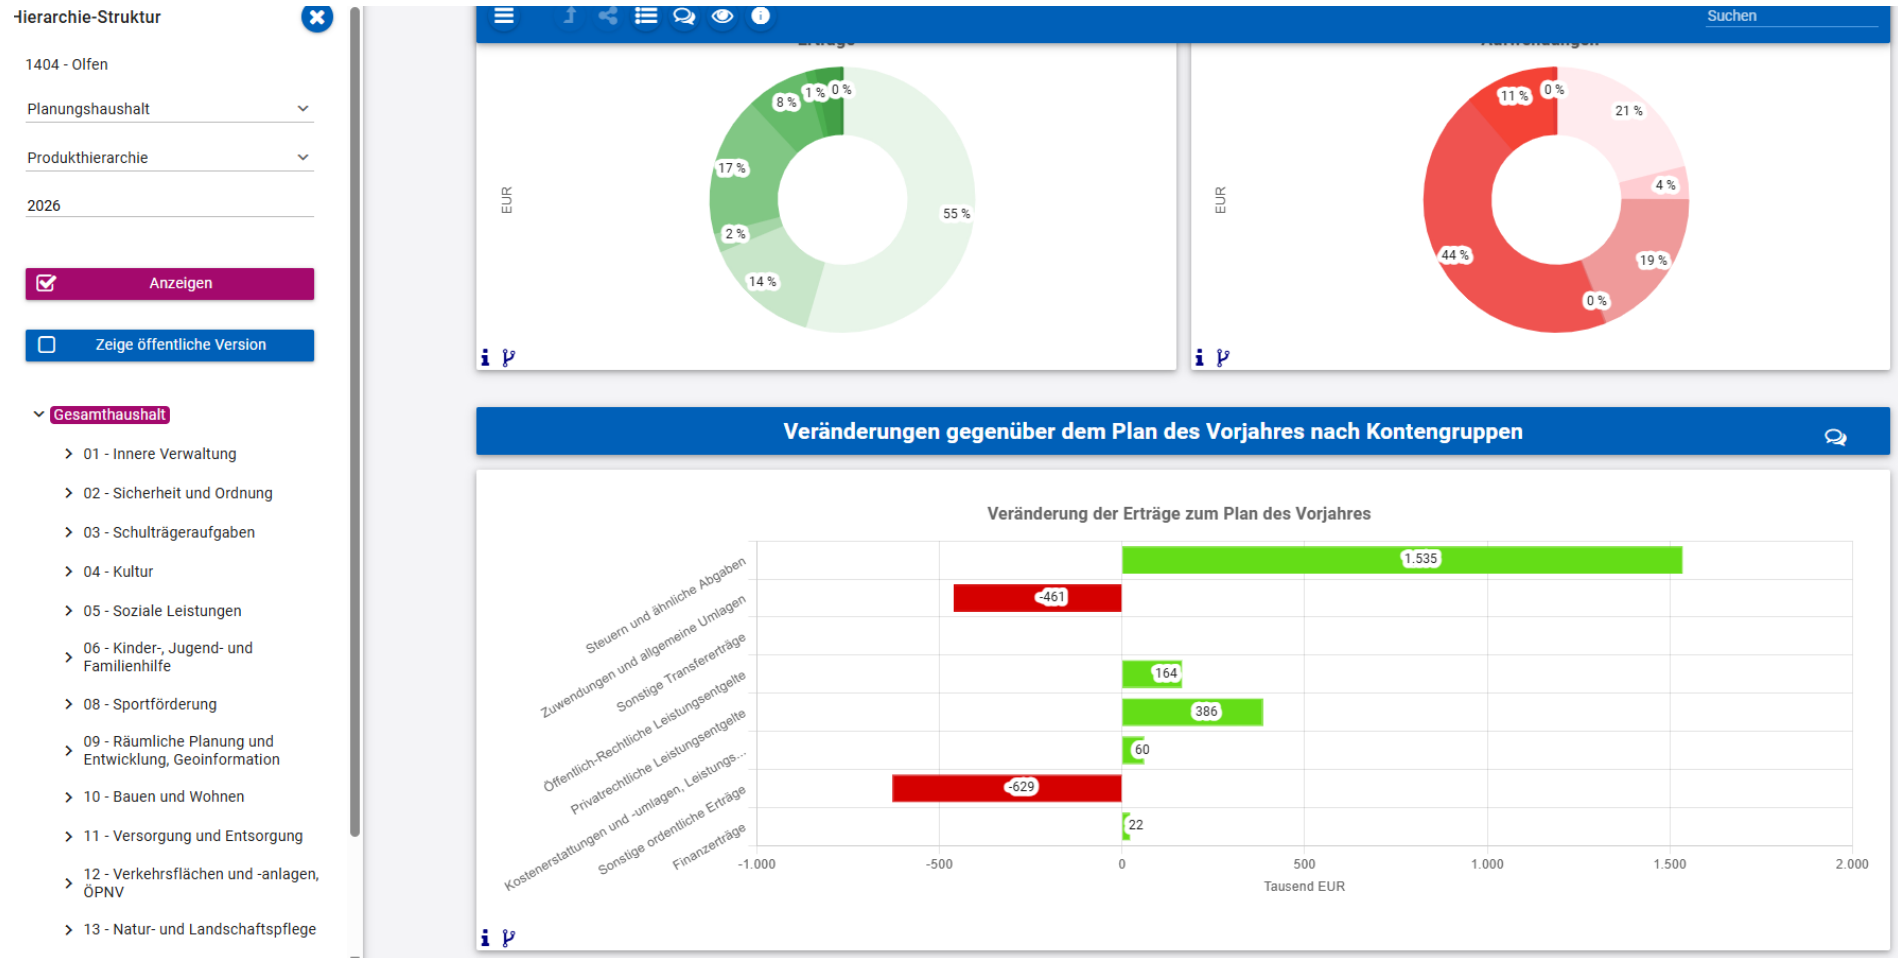 Hierarchie-Struktur
1404 - Olfen
Planungshaushalt
Produkthierarchie
2026
Anzeigen
Zeige öffentliche Version
Gesamthaushalt
01 - Innere Verwaltung
02 - Sicherheit und Ordnung
03 - Schulträgeraufgaben
04 - Kultur
05 - Soziale Leistungen
06 - Kinder-, Jugend- und
Familienhilfe
08 - Sportförderung
09 - Räumliche Planung und
Entwicklung, Geoinformation
10 - Bauen und Wohnen
11 - Versorgung und Entsorgung
12 - Verkehrsflächen und -anlagen,
ÖPNV
13 - Natur- und Landschaftspflege
Suchen
Erträge
EUR
8 %
1 %
0 %
17 %
2 %
14 %
55 %
Aufwendungen
EUR
11 %
0 %
21 %
4 %
19 %
0 %
44 %
Veränderungen gegenüber dem Plan des Vorjahres nach Kontengruppen
Veränderung der Erträge zum Plan des Vorjahres
Steuern und ähnliche Abgaben
1.535
Zuwendungen und allgemeine Umlagen
-461
Sonstige Transfererträge
Öffentlich-Rechtliche Leistungsentgelte
164
Privatrechtliche Leistungsentgelte
386
Kostenerstattungen und -umlagen, Leistungs...
60
Sonstige ordentliche Erträge
-629
Finanzerträge
22
-1.000
-500
0
500
1.000
1.500
2.000
Tausend EUR